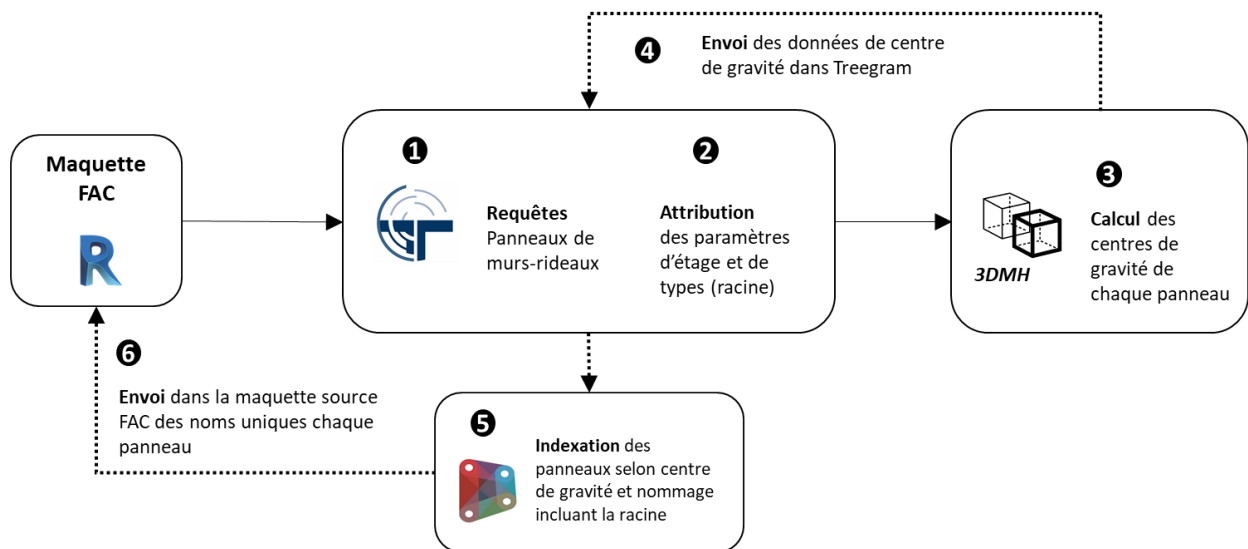 ❹
Envoi des données de centre
de gravité dans Treegram
Maquette
FAC
R
❶
Requêtes
Panneaux de
murs-rideaux
❷
Attribution
des paramètres
d'étage et de
types (racine)
❸
3DMH
Calcul des
centres de
gravité de
chaque panneau
❻
Envoi dans la maquette source
FAC des noms uniques chaque
panneau
❺
Indexation des
panneaux selon centre
de gravité et nommage
incluant la racine